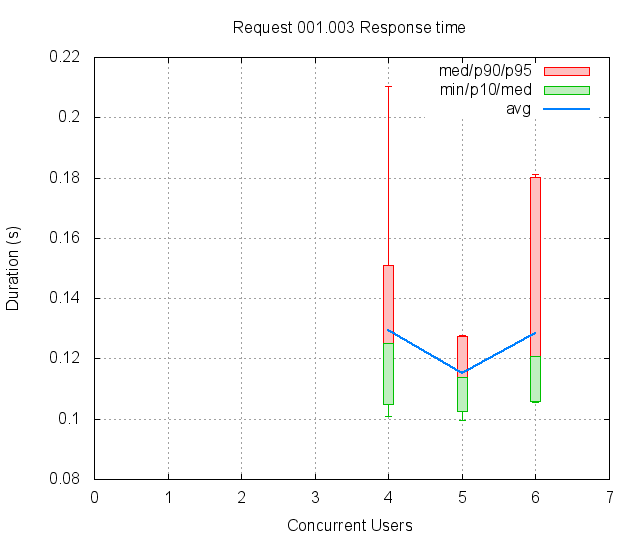 Request 001.003 Response time
med/p90/p95
min/p10/med
avg
0.22
0.2
0.18
0.16
0.14
0.12
0.1
0.08
Duration (s)
0 1 2 3 4 5 6 7
Concurrent Users